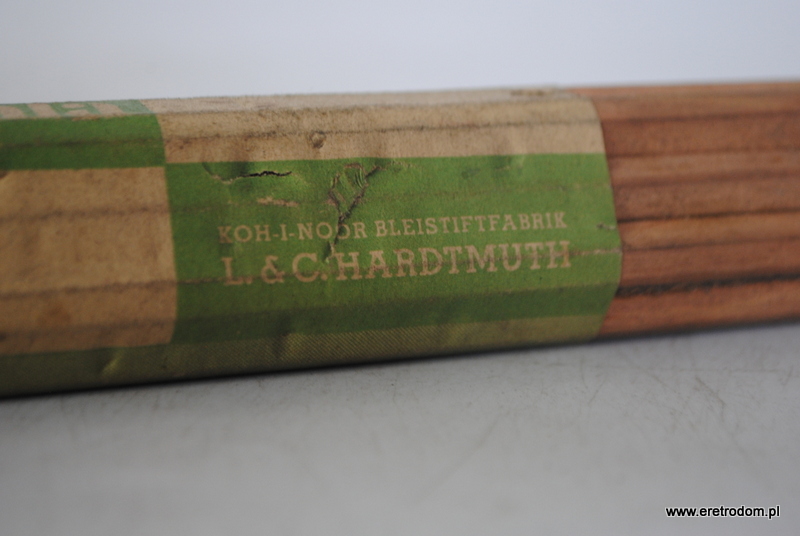 KOH-I-NOOR BLEISTIFTFABRIK
L. & C. HARDTMUTH
www.eretrodom.pl